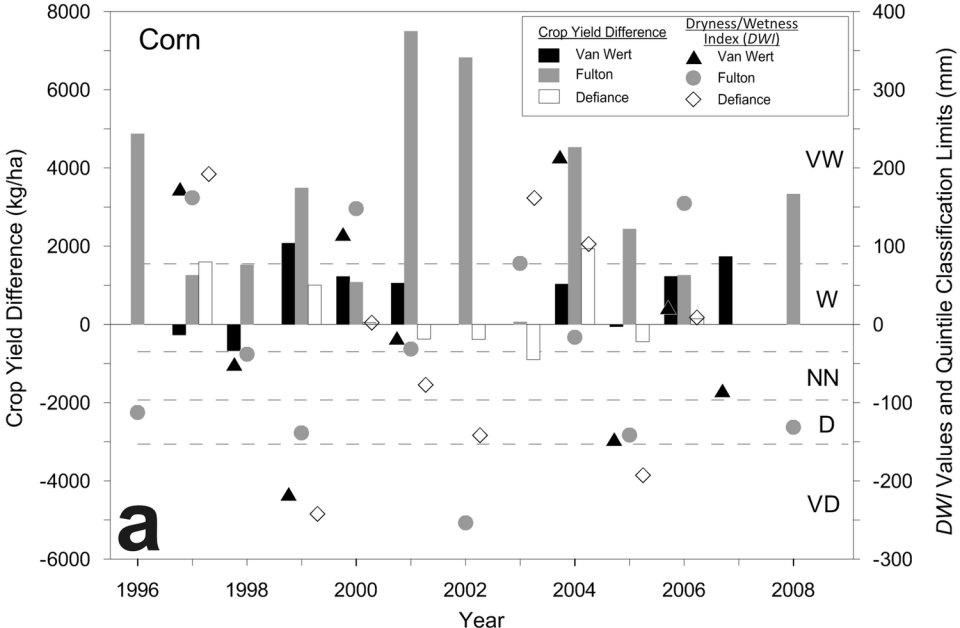 Corn
Crop Yield Difference
Van Wert
Fulton
Defiance
Dryness/Wetness
Index (DWI)
Van Wert
Fulton
Defiance
8000
6000
4000
2000
0
-2000
-4000
-6000
Crop Yield Difference (kg/ha)
400
300
200
100
0
-100
-200
-300
DWI Values and Quintile Classification Limits (mm)
VW
W
NN
D
VD
a
1996
1998
2000
2002
2004
2006
2008
Year